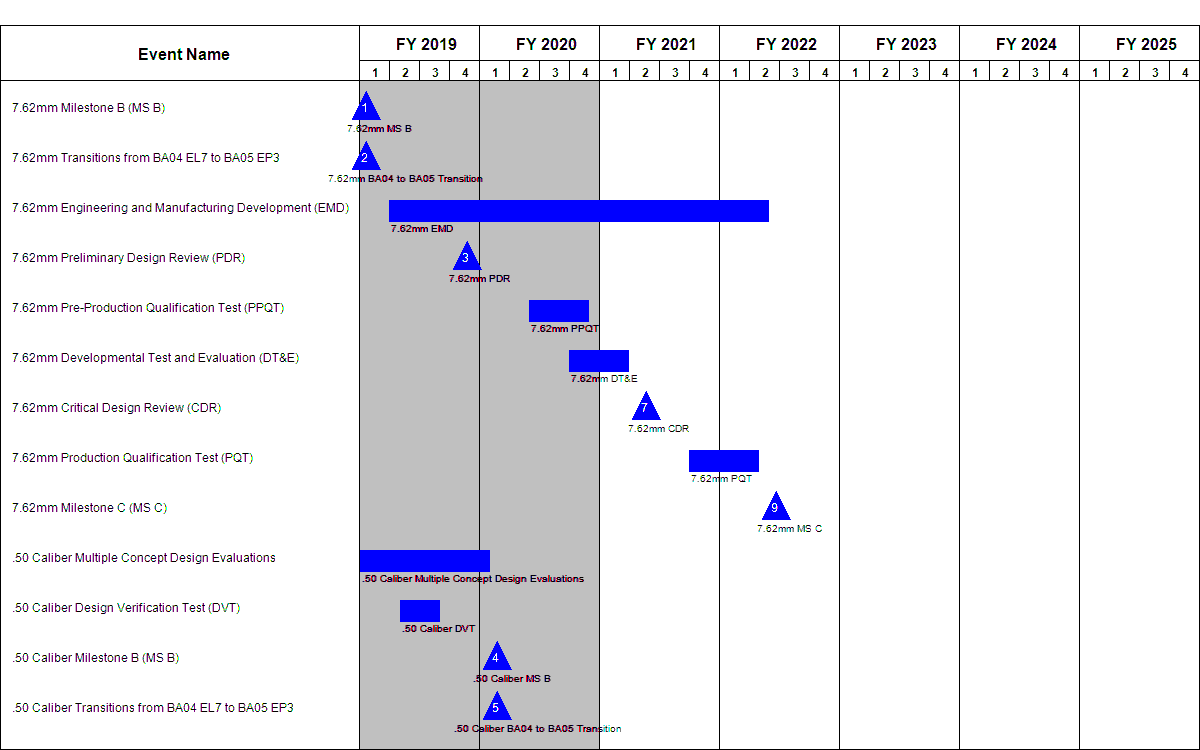 Event Name
FY 2019 FY 2020 FY 2021 FY 2022 FY 2023 FY 2024 FY 2025
1 2 3 4 1 2 3 4 1 2 3 4 1 2 3 4 1 2 3 4 1 2 3 4 1 2 3 4
7.62mm Milestone B (MS B)
1
7.62mm MS B
7.62mm Transitions from BA04 EL7 to BA05 EP3
2
7.62mm BA04 to BA05 Transition
7.62mm Engineering and Manufacturing Development (EMD)
7.62mm EMD
7.62mm Preliminary Design Review (PDR)
3
7.62mm PDR
7.62mm Pre-Production Qualification Test (PPQT)
7.62mm PPQT
7.62mm Developmental Test and Evaluation (DT&E)
7.62mm DT&E
7.62mm Critical Design Review (CDR)
7
7.62mm CDR
7.62mm Production Qualification Test (PQT)
7.62mm PQT
7.62mm Milestone C (MS C)
9
7.62mm MS C
.50 Caliber Multiple Concept Design Evaluations
.50 Caliber Multiple Concept Design Evaluations
.50 Caliber Design Verification Test (DVT)
.50 Caliber DVT
.50 Caliber Milestone B (MS B)
4
.50 Caliber MS B
.50 Caliber Transitions from BA04 EL7 to BA05 EP3
5
.50 Caliber BA04 to BA05 Transition